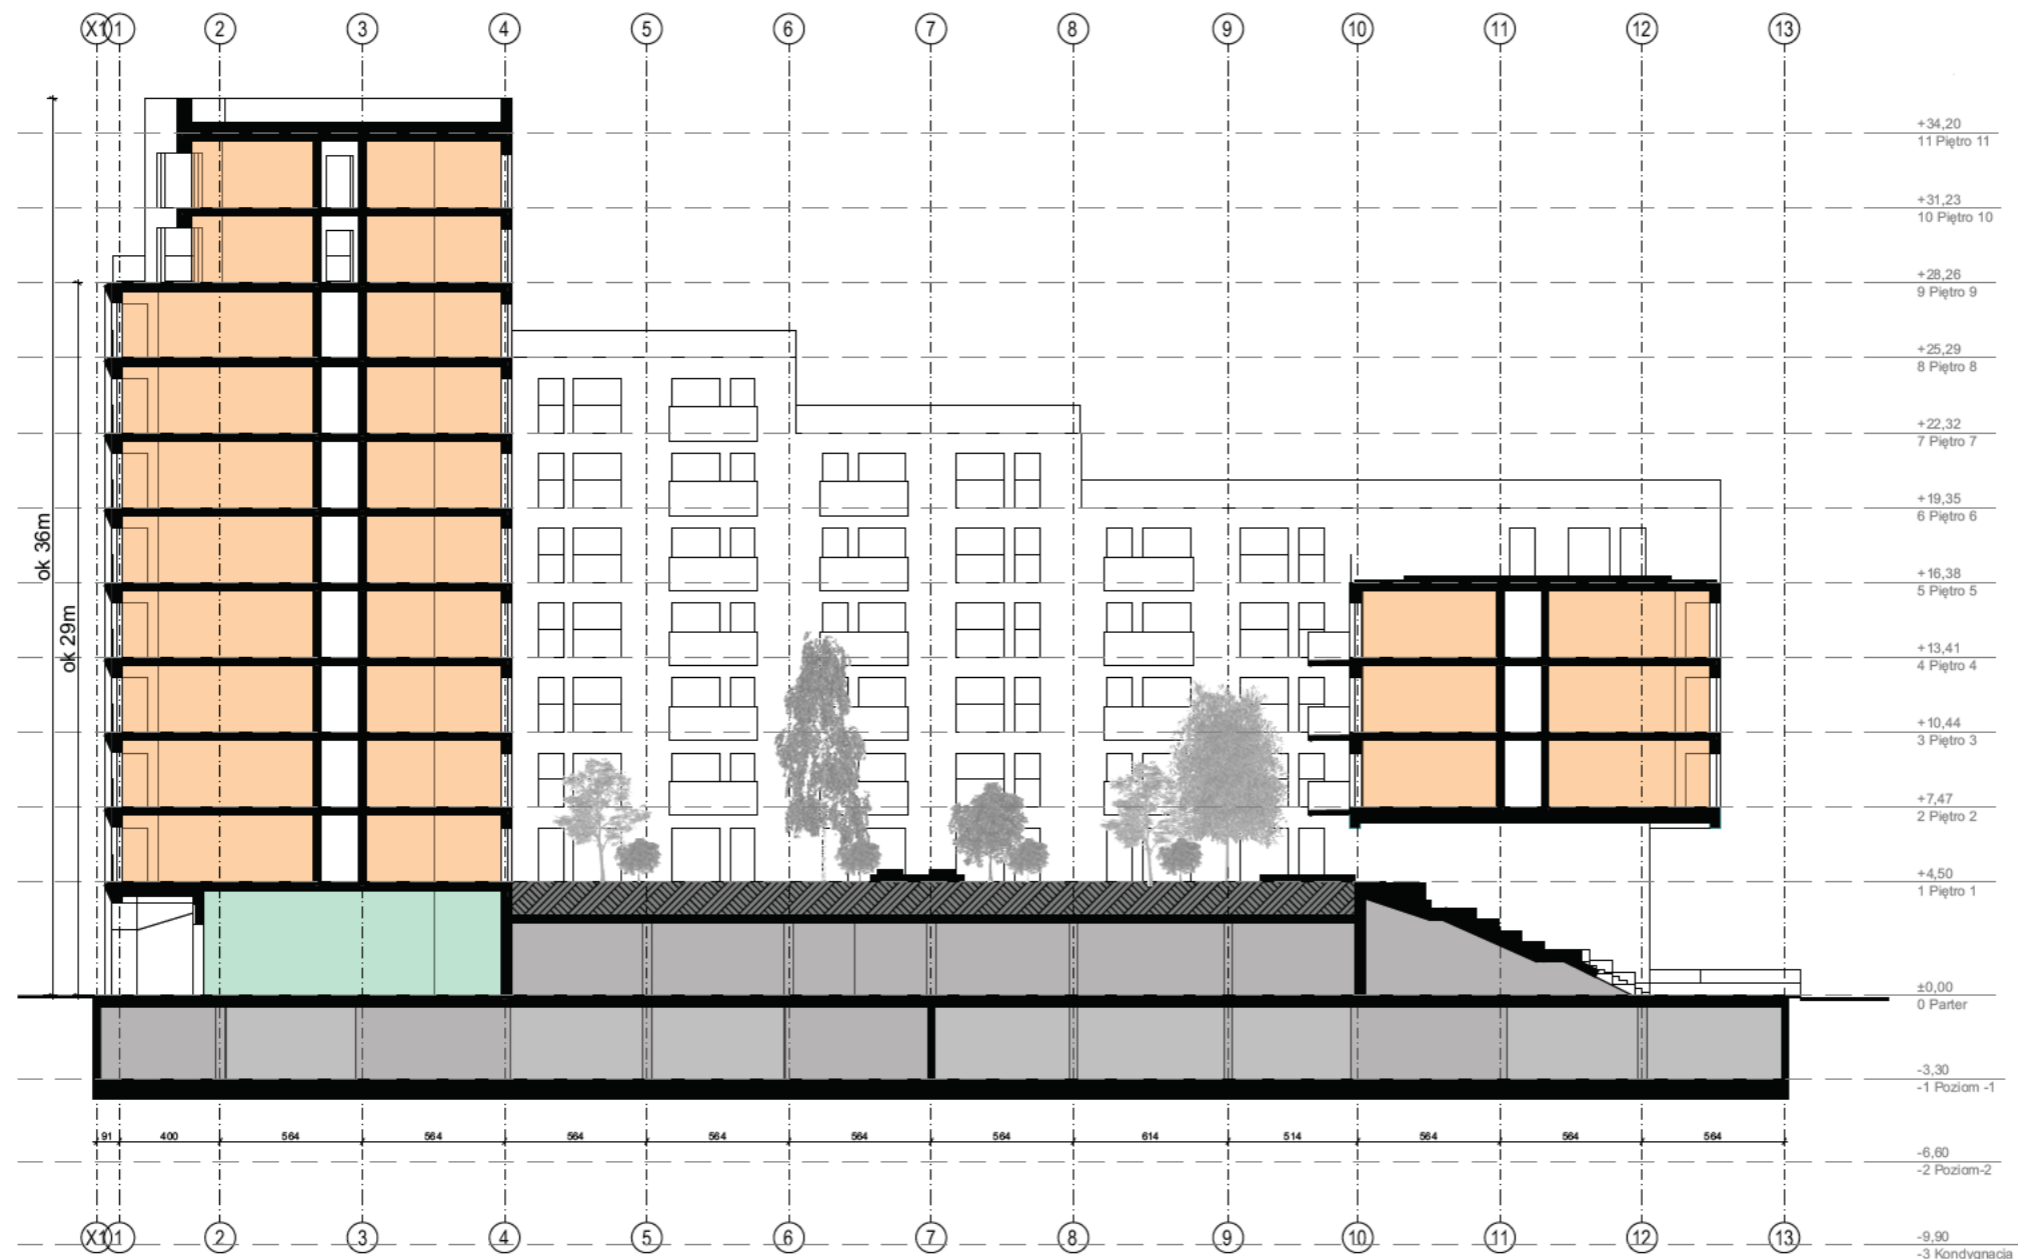 X1 1 2 3 4 5 6 7 8 9 10 11 12 13
+34,20
11 Piętro 11
+31,23
10 Piętro 10
+28,26
9 Piętro 9
+25,29
8 Piętro 8
+22,32
7 Piętro 7
+19,35
6 Piętro 6
ok 36m
+16,38
5 Piętro 5
ok 29m
+13,41
4 Piętro 4
+10,44
3 Piętro 3
+7,47
2 Piętro 2
+4,50
1 Piętro 1
±0,00
0 Parter
-3,30
-1 Poziom -1
91 400 564 564 564 564 564 564 614 514 564 564 564
-6,60
-2 Poziom-2
X1 1 2 3 4 5 6 7 8 9 10 11 12 13
-9,90
-3 Kondygnacja